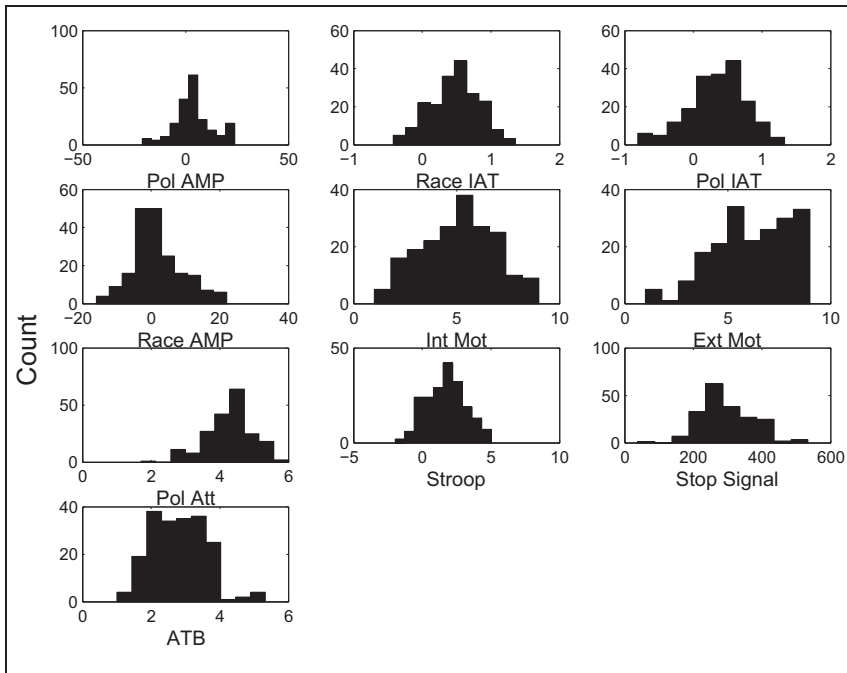 100
50
0
−50 0 50
Pol AMP
60
40
20
0
−1 0 1 2
Race IAT
60
40
20
0
−1 0 1 2
Pol IAT
60
40
20
0
−20 0 20 40
Race AMP
40
20
0
0 5 10
Int Mot
40
20
0
0 5 10
Ext Mot
Count
100
50
0
0 2 4 6
Pol Att
50
0
−5 0 5 10
Stroop
100
50
0
0 200 400 600
Stop Signal
40
20
0
0 2 4 6
ATB